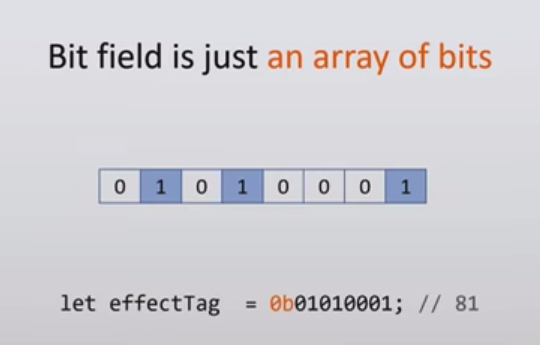 Bit field is just an array of bits
0 1 0 1 0 0 0 1
let effectTag = 0b01010001; // 81